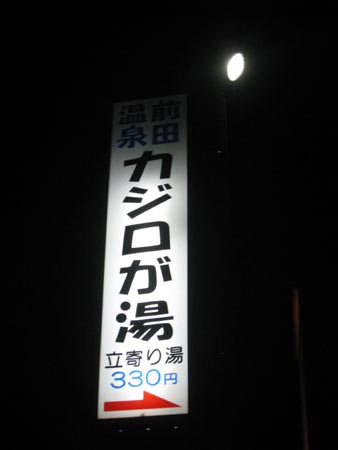 前田
温泉
カジロが湯
立寄り湯
330円